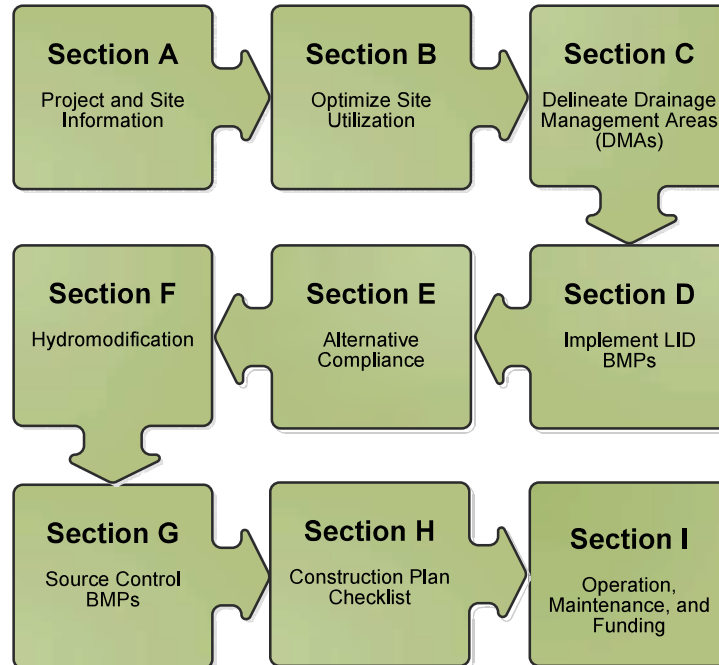 Section A
Project and Site
Information
Section B
Optimize Site
Utilization
Section C
Delineate Drainage
Management Areas
(DMAs)
Section D
Implement LID
BMPs
Section E
Alternative
Compliance
Section F
Hydromodification
Section G
Source Control
BMPs
Section H
Construction Plan
Checklist
Section I
Operation,
Maintenance, and
Funding